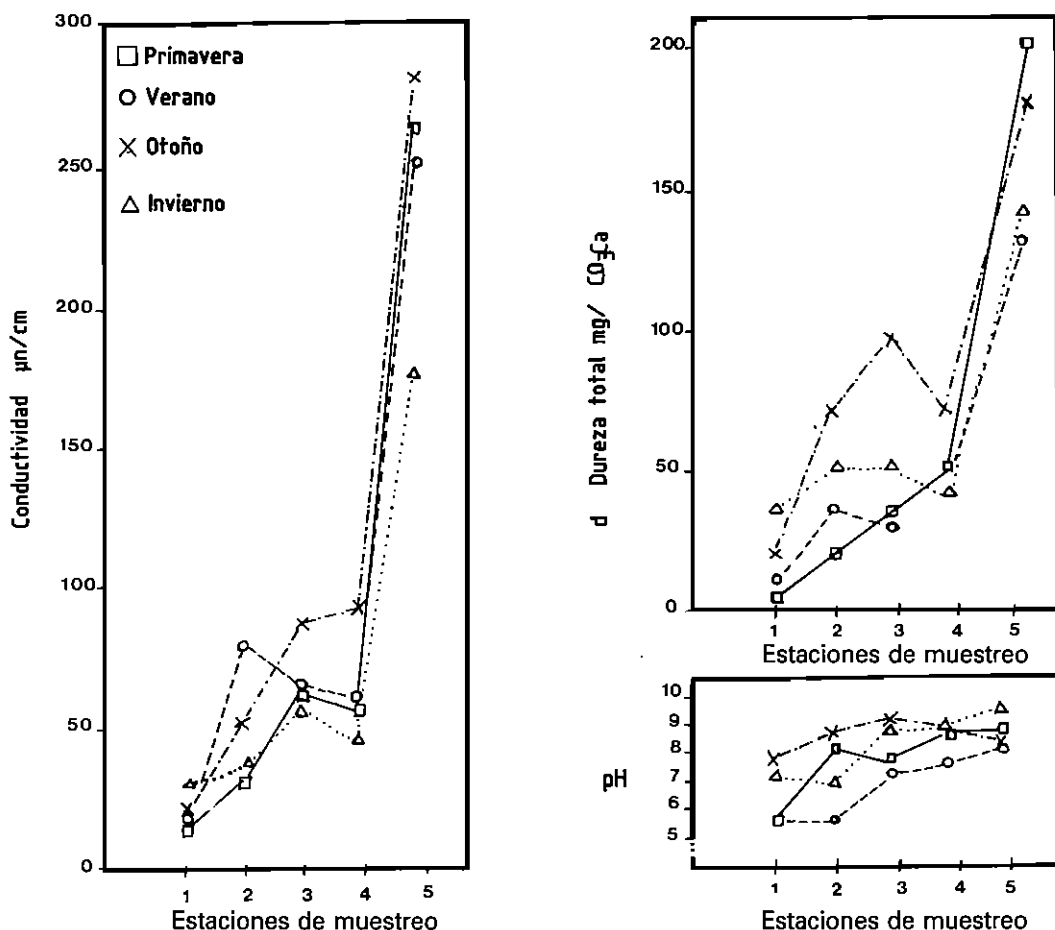 300
250
200
150
100
50
0
Conductividad µn/cm
Primavera
Verano
Otoño
Invierno
1 2 3 4 5
Estaciones de muestreo
200
150
100
50
0
d Dureza total mg/ CO3Ca
1 2 3 4 5
Estaciones de muestreo
10
9
8
7
6
5
pH
1 2 3 4 5
Estaciones de muestreo